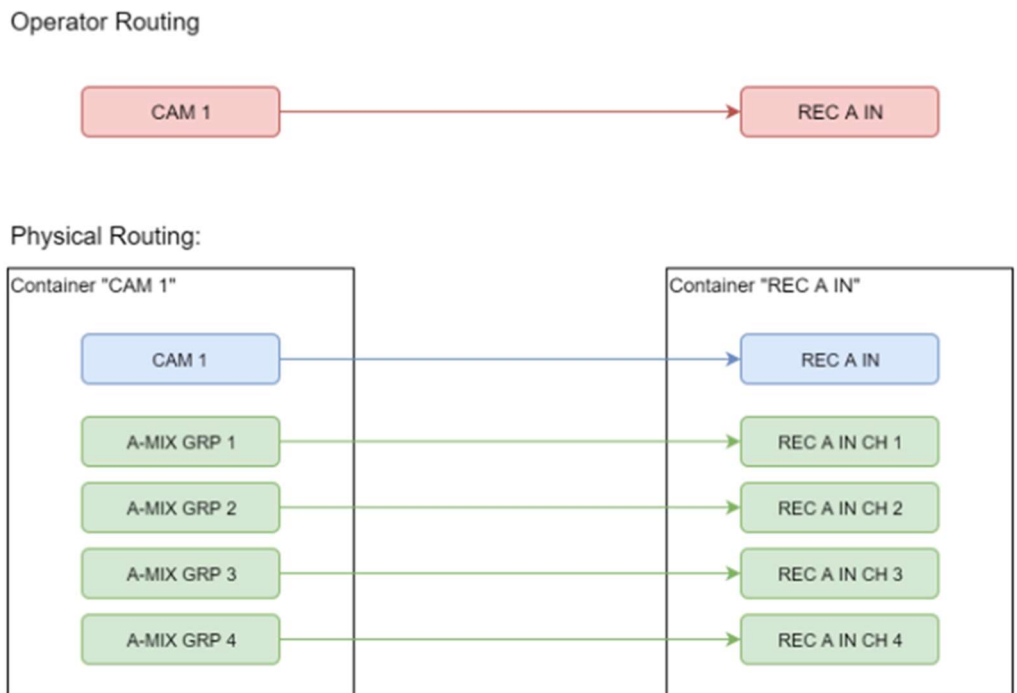 Operator Routing
CAM 1
REC A IN
Physical Routing:
Container "CAM 1"
Container "REC A IN"
CAM 1
REC A IN
A-MIX GRP 1
REC A IN CH 1
A-MIX GRP 2
REC A IN CH 2
A-MIX GRP 3
REC A IN CH 3
A-MIX GRP 4
REC A IN CH 4